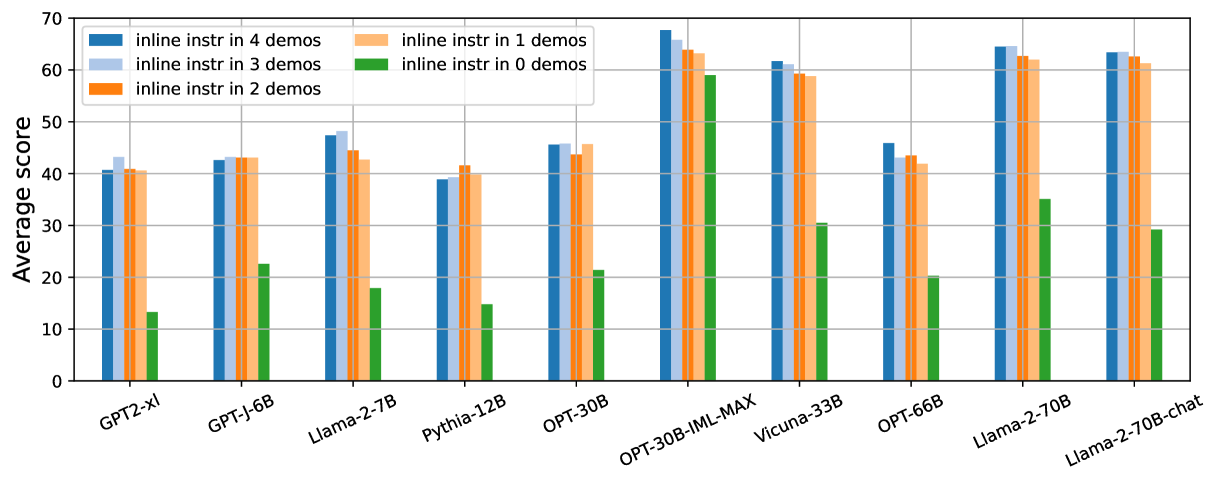 70
60
50
40
30
20
10
0
Average score
inline instr in 4 demos
inline instr in 3 demos
inline instr in 2 demos
inline instr in 1 demos
inline instr in 0 demos
GPT2-xl
GPT-J-6B
Llama-2-7B
Pythia-12B
OPT-30B
OPT-30B-IML-MAX
Vicuna-33B
OPT-66B
Llama-2-70B
Llama-2-70B-chat